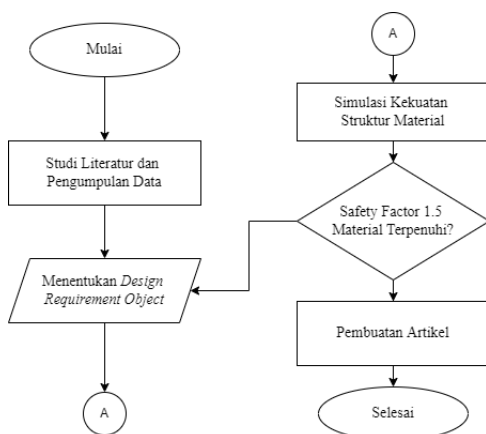 Mulai
Studi Literatur dan
Pengumpulan Data
Menentukan Design
Requirement Object
A
A
Simulasi Kekuatan
Struktur Material
Safety Factor 1.5
Material Terpenuhi?
Pembuatan Artikel
Selesai